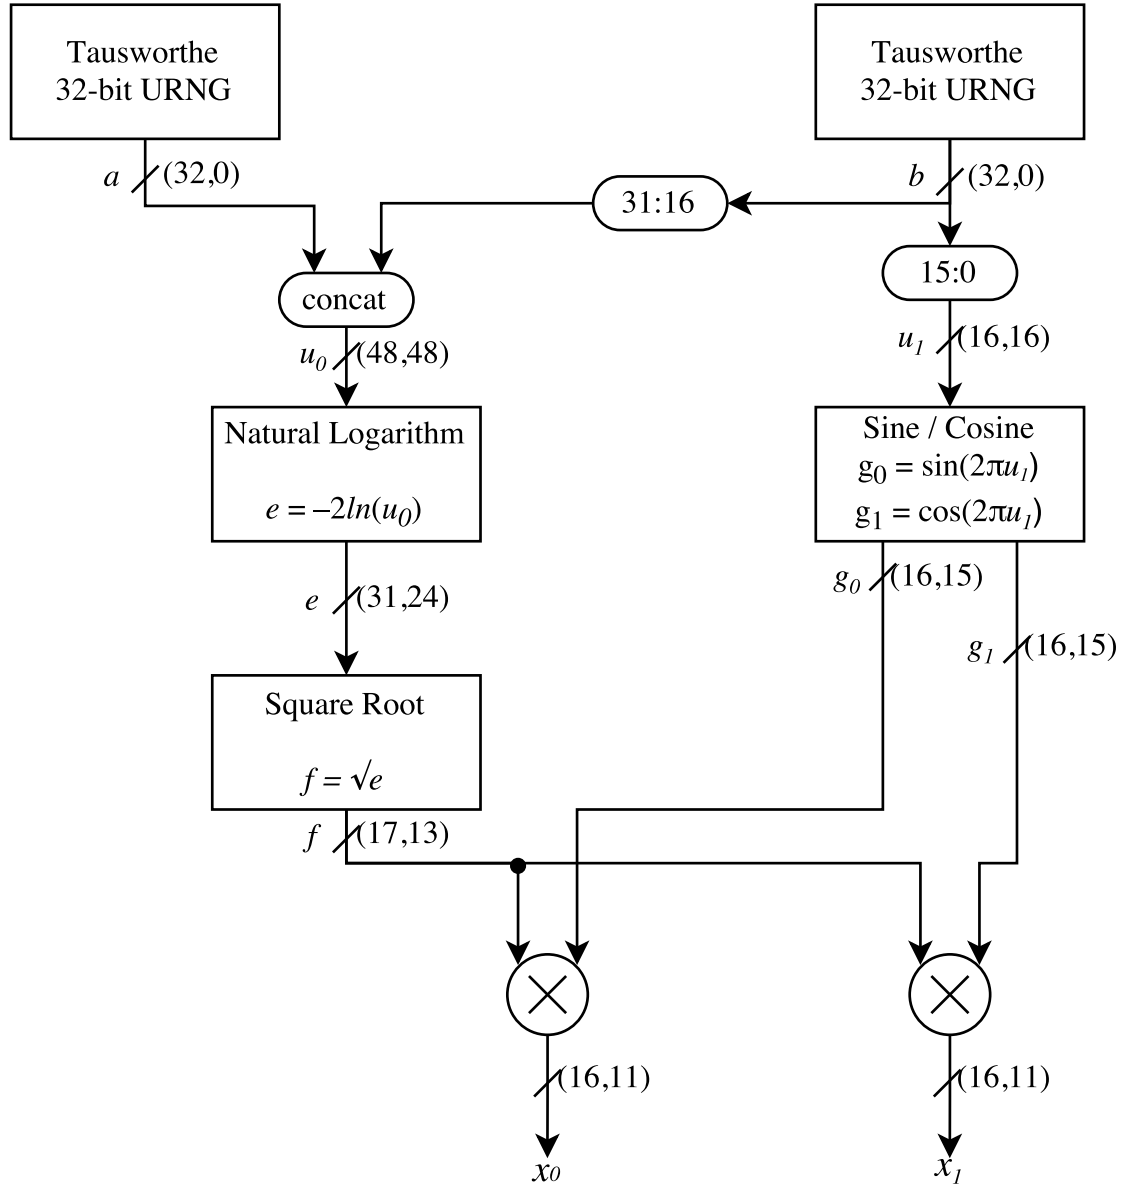 Tausworthe
32-bit URNG
Tausworthe
32-bit URNG
a (32,0)
b (32,0)
31:16
15:0
concat
u0 (48,48)
u1 (16,16)
Natural Logarithm
e = –2ln(u0)
Sine / Cosine
g0 = sin(2πu1)
g1 = cos(2πu1)
e (31,24)
g0 (16,15)
g1 (16,15)
Square Root
f = √e
f (17,13)
(16,11)
(16,11)
x0
x1